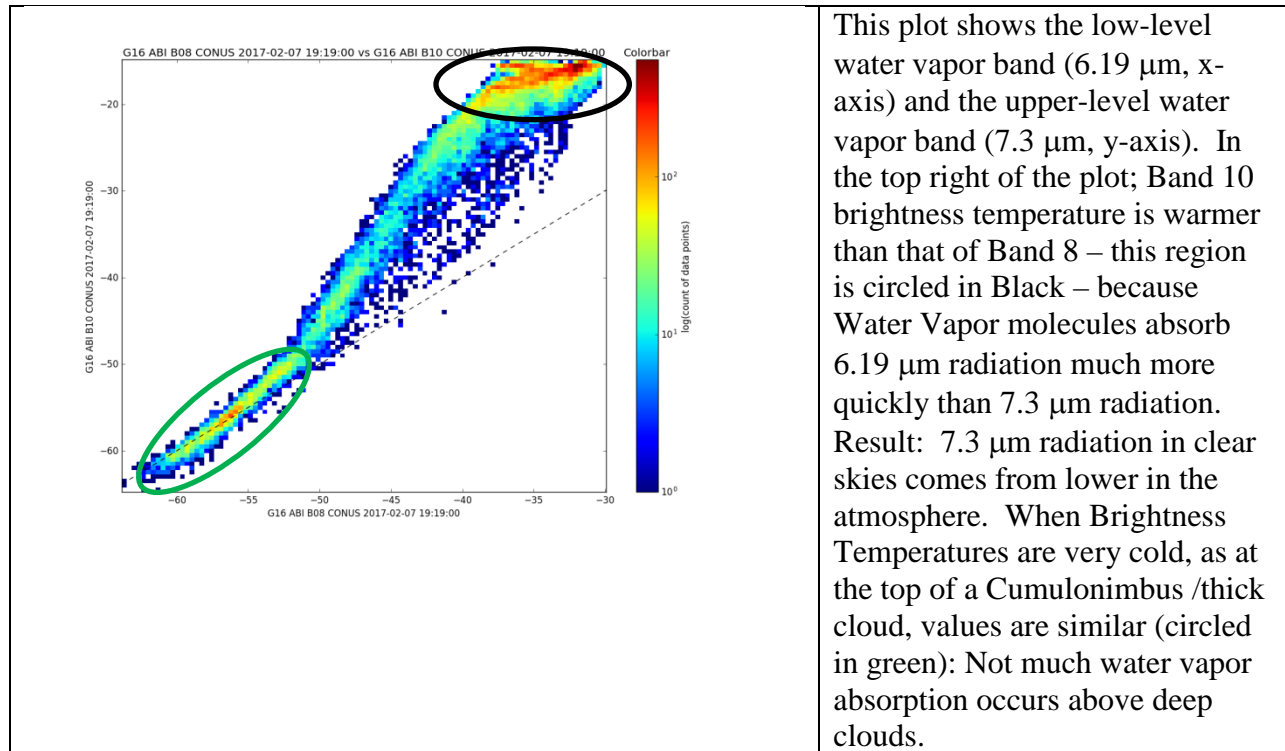 G16 ABI B08 CONUS 2017-02-07 19:19:00 vs G16 ABI B10 CONUS 2017-02-07 19:19:00
Colorbar
−20
−30
−40
−50
−60
G16 ABI B10 CONUS 2017-02-07 19:19:00
−60 −55 −50 −45 −40 −35 −30
G16 ABI B08 CONUS 2017-02-07 19:19:00
10²
10¹
10⁰
log(count of data points)
This plot shows the low-level
water vapor band (6.19 μm, x-
axis) and the upper-level water
vapor band (7.3 μm, y-axis).  In
the top right of the plot; Band 10
brightness temperature is warmer
than that of Band 8 – this region
is circled in Black – because
Water Vapor molecules absorb
6.19 μm radiation much more
quickly than 7.3 μm radiation.
Result:  7.3 μm radiation in clear
skies comes from lower in the
atmosphere.  When Brightness
Temperatures are very cold, as at
the top of a Cumulonimbus /thick
cloud, values are similar (circled
in green): Not much water vapor
absorption occurs above deep
clouds.